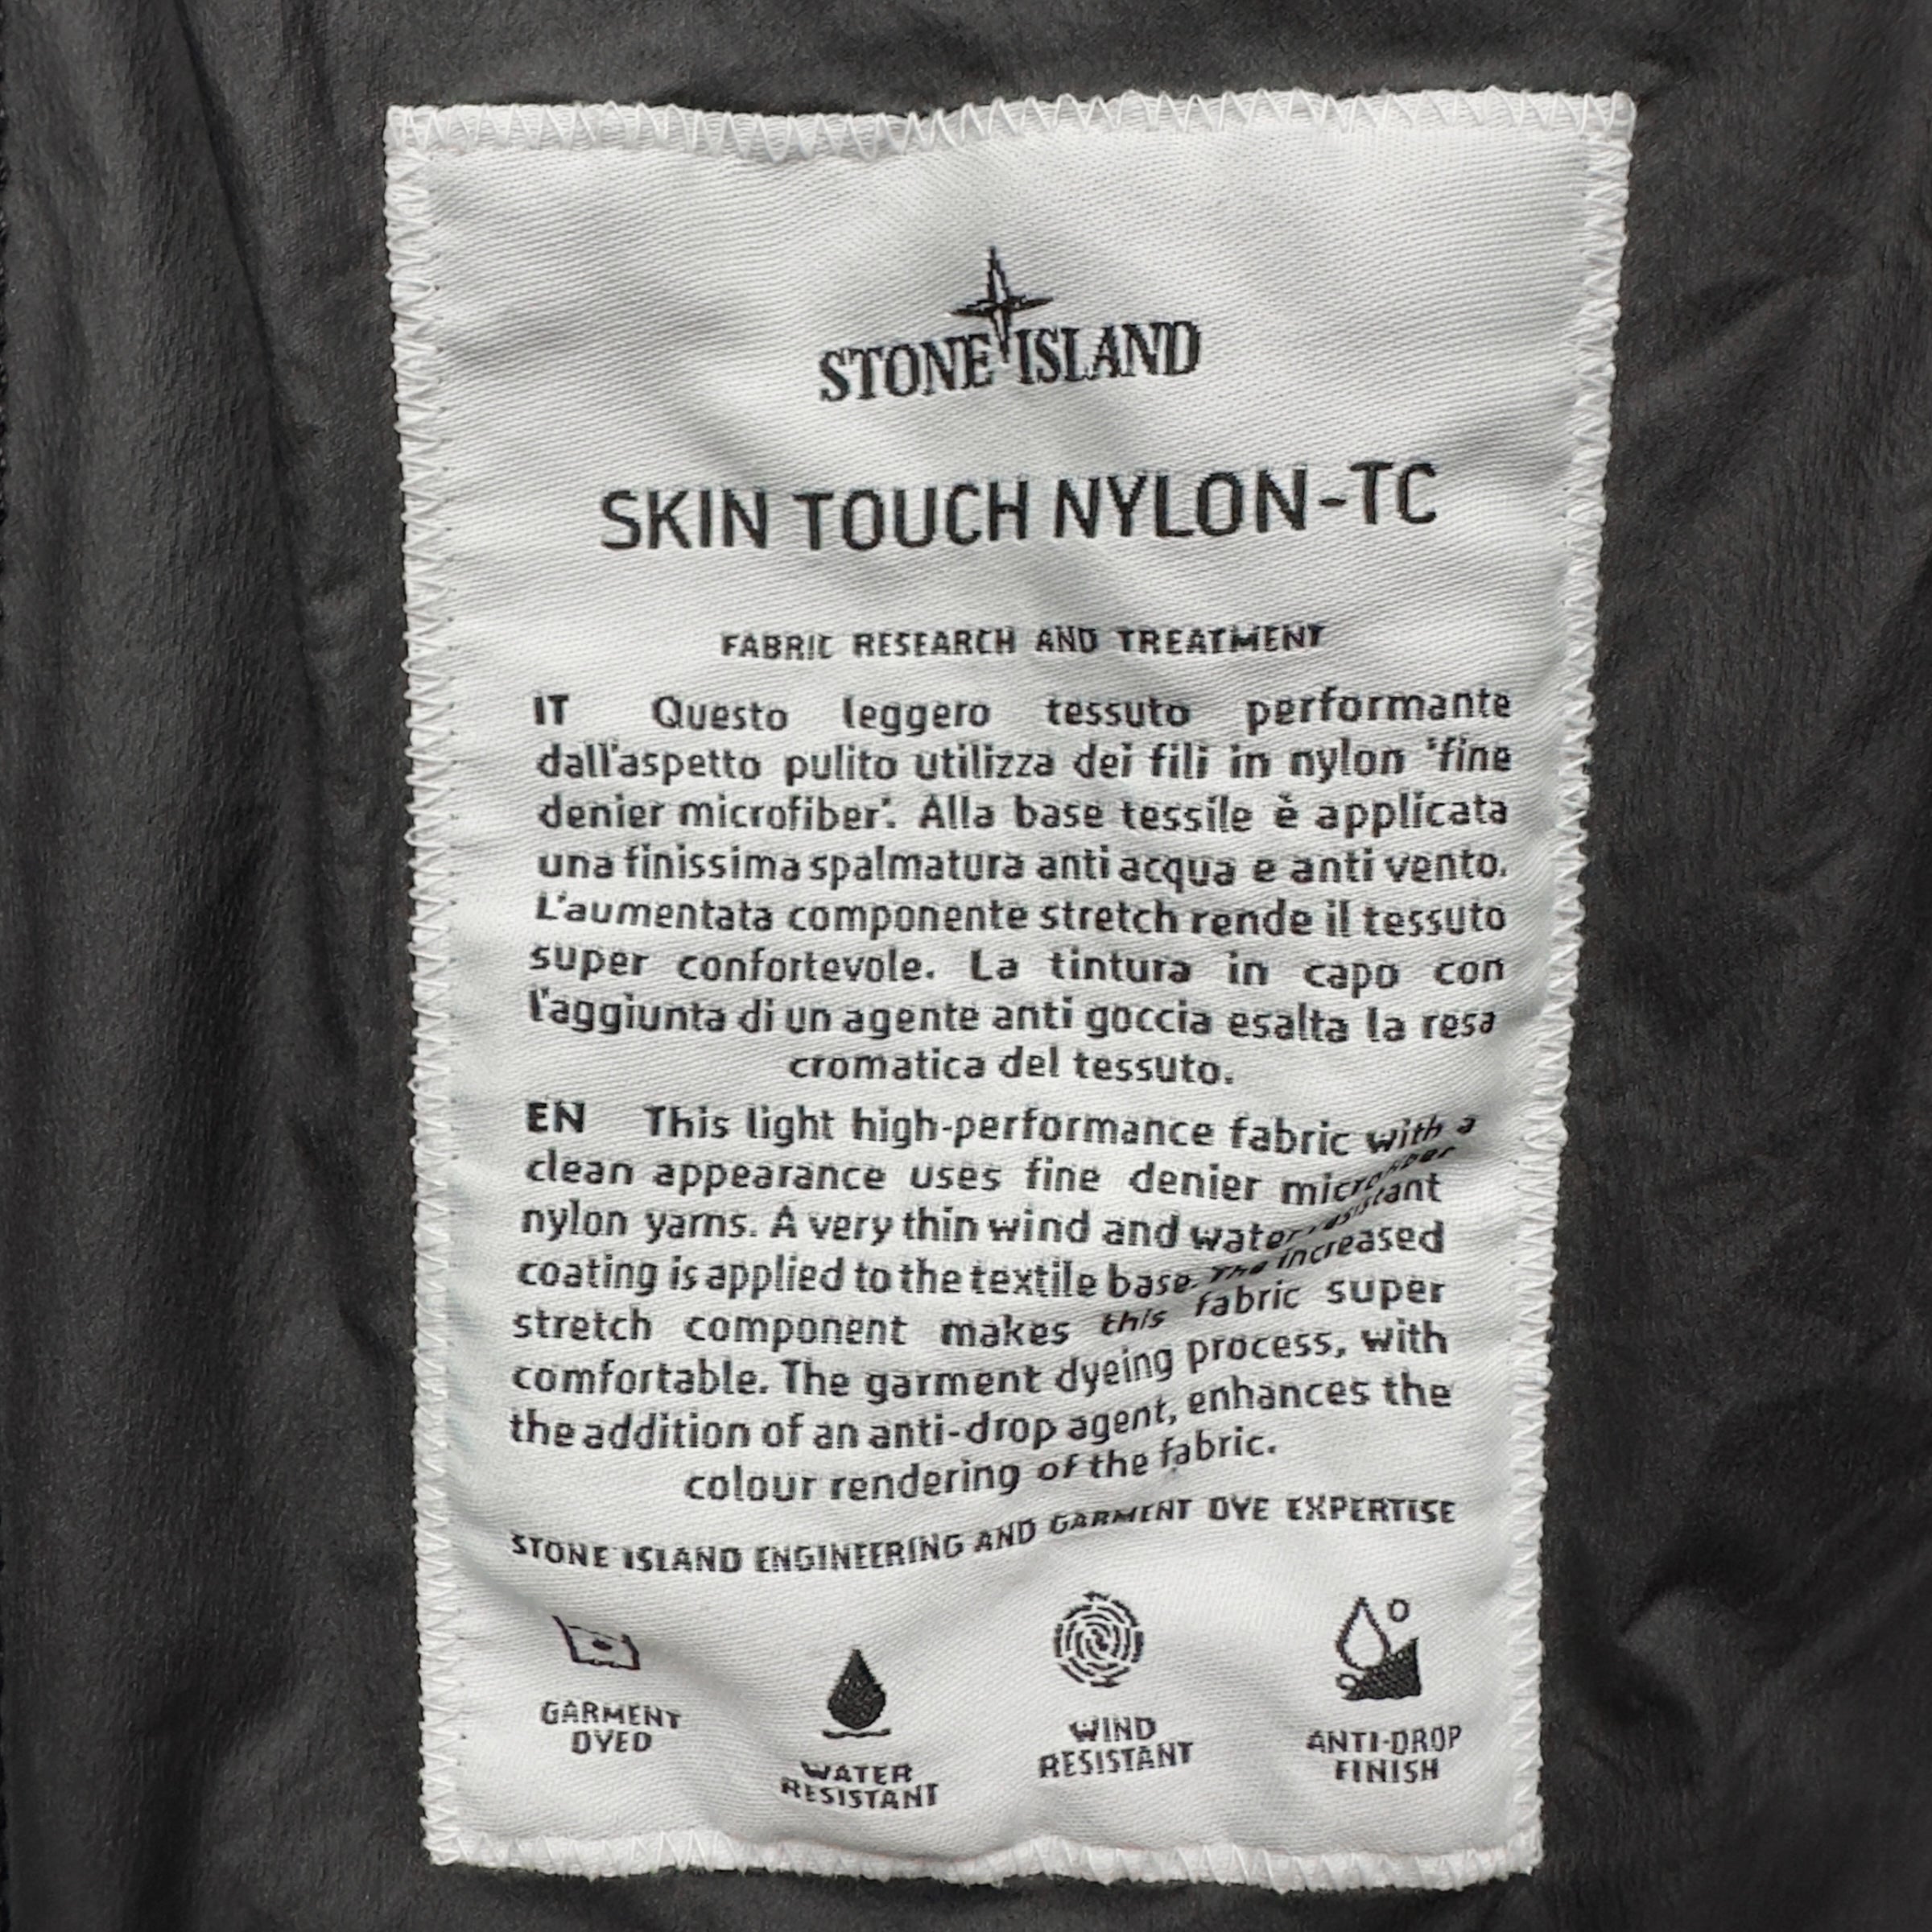 STONE ISLAND
SKIN TOUCH NYLON-TC
FABRIC RESEARCH AND TREATMENT
IT Questo leggero tessuto performante
dall'aspetto pulito utilizza dei fili in nylon 'fine
denier microfiber'. Alla base tessile è applicata
una finissima spalmatura anti acqua e anti vento.
L'aumentata componente stretch rende il tessuto
super confortevole. La tintura in capo con
l'aggiunta di un agente anti goccia esalta la resa
cromatica del tessuto.
EN This light high-performance fabric with a
clean appearance uses fine denier microfiber
nylon yarns. A very thin wind and water resistant
coating is applied to the textile base. The increased
stretch component makes this fabric super
comfortable. The garment dyeing process, with
the addition of an anti-drop agent, enhances the
colour rendering of the fabric.
STONE ISLAND ENGINEERING AND GARMENT DYE EXPERTISE
GARMENT
DYED
WATER
RESISTANT
WIND
RESISTANT
ANTI-DROP
FINISH